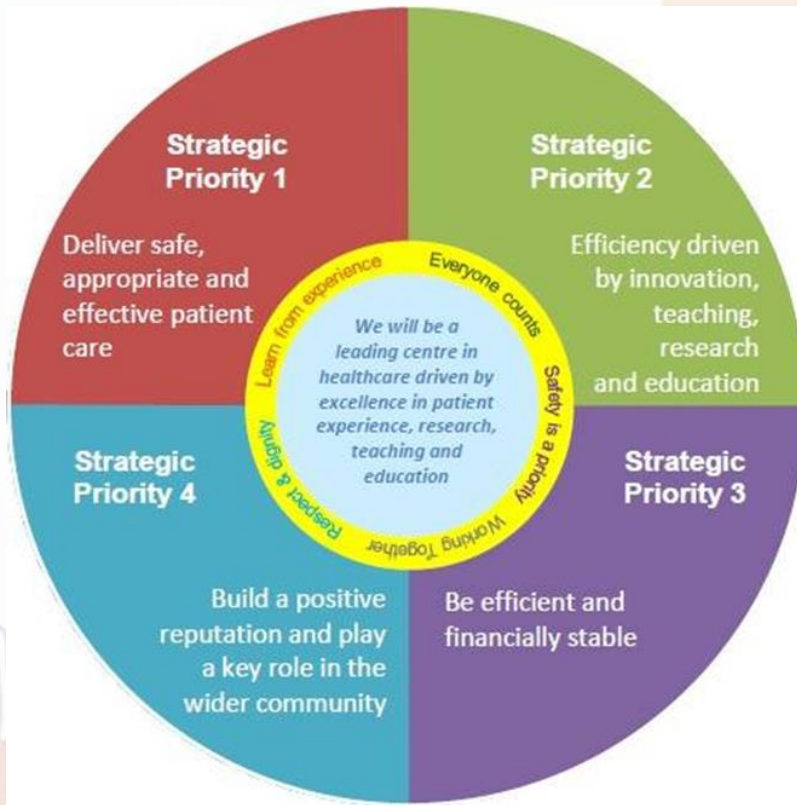 Strategic
Priority 1
Deliver safe,
appropriate and
effective patient
care
Strategic
Priority 2
Efficiency driven
by innovation,
teaching,
research
and education
Learn from experience
Everyone counts
Safety is a priority
Working Together
Respect & dignity
We will be a
leading centre in
healthcare driven by
excellence in patient
experience, research,
teaching and
education
Strategic
Priority 3
Be efficient and
financially stable
Strategic
Priority 4
Build a positive
reputation and play
a key role in the
wider community